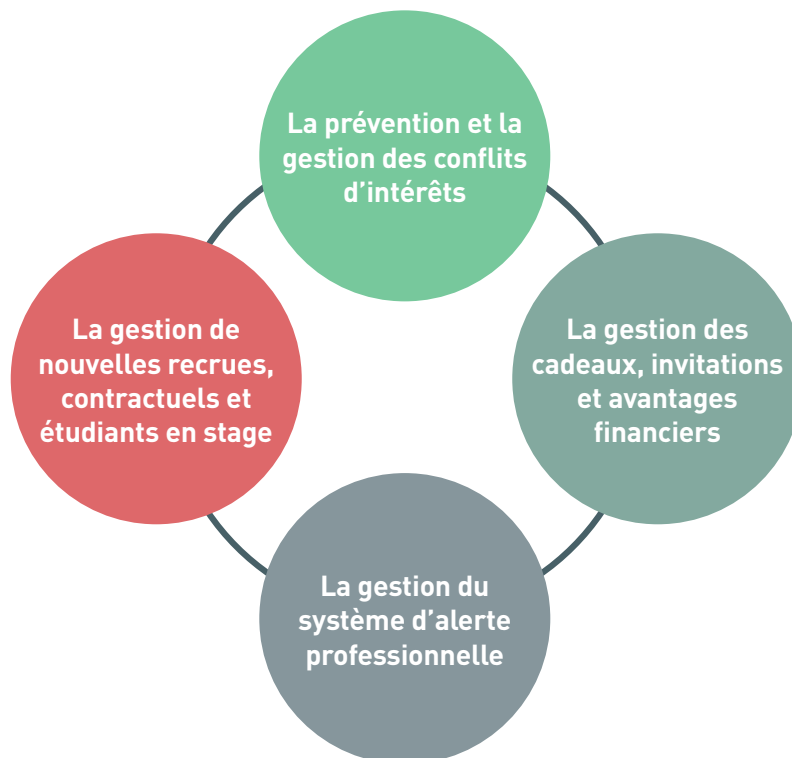 La prévention et la
gestion des conflits
d’intérêts
La gestion de
nouvelles recrues,
contractuels et
étudiants en stage
La gestion des
cadeaux, invitations
et avantages
financiers
La gestion du
système d’alerte
professionnelle